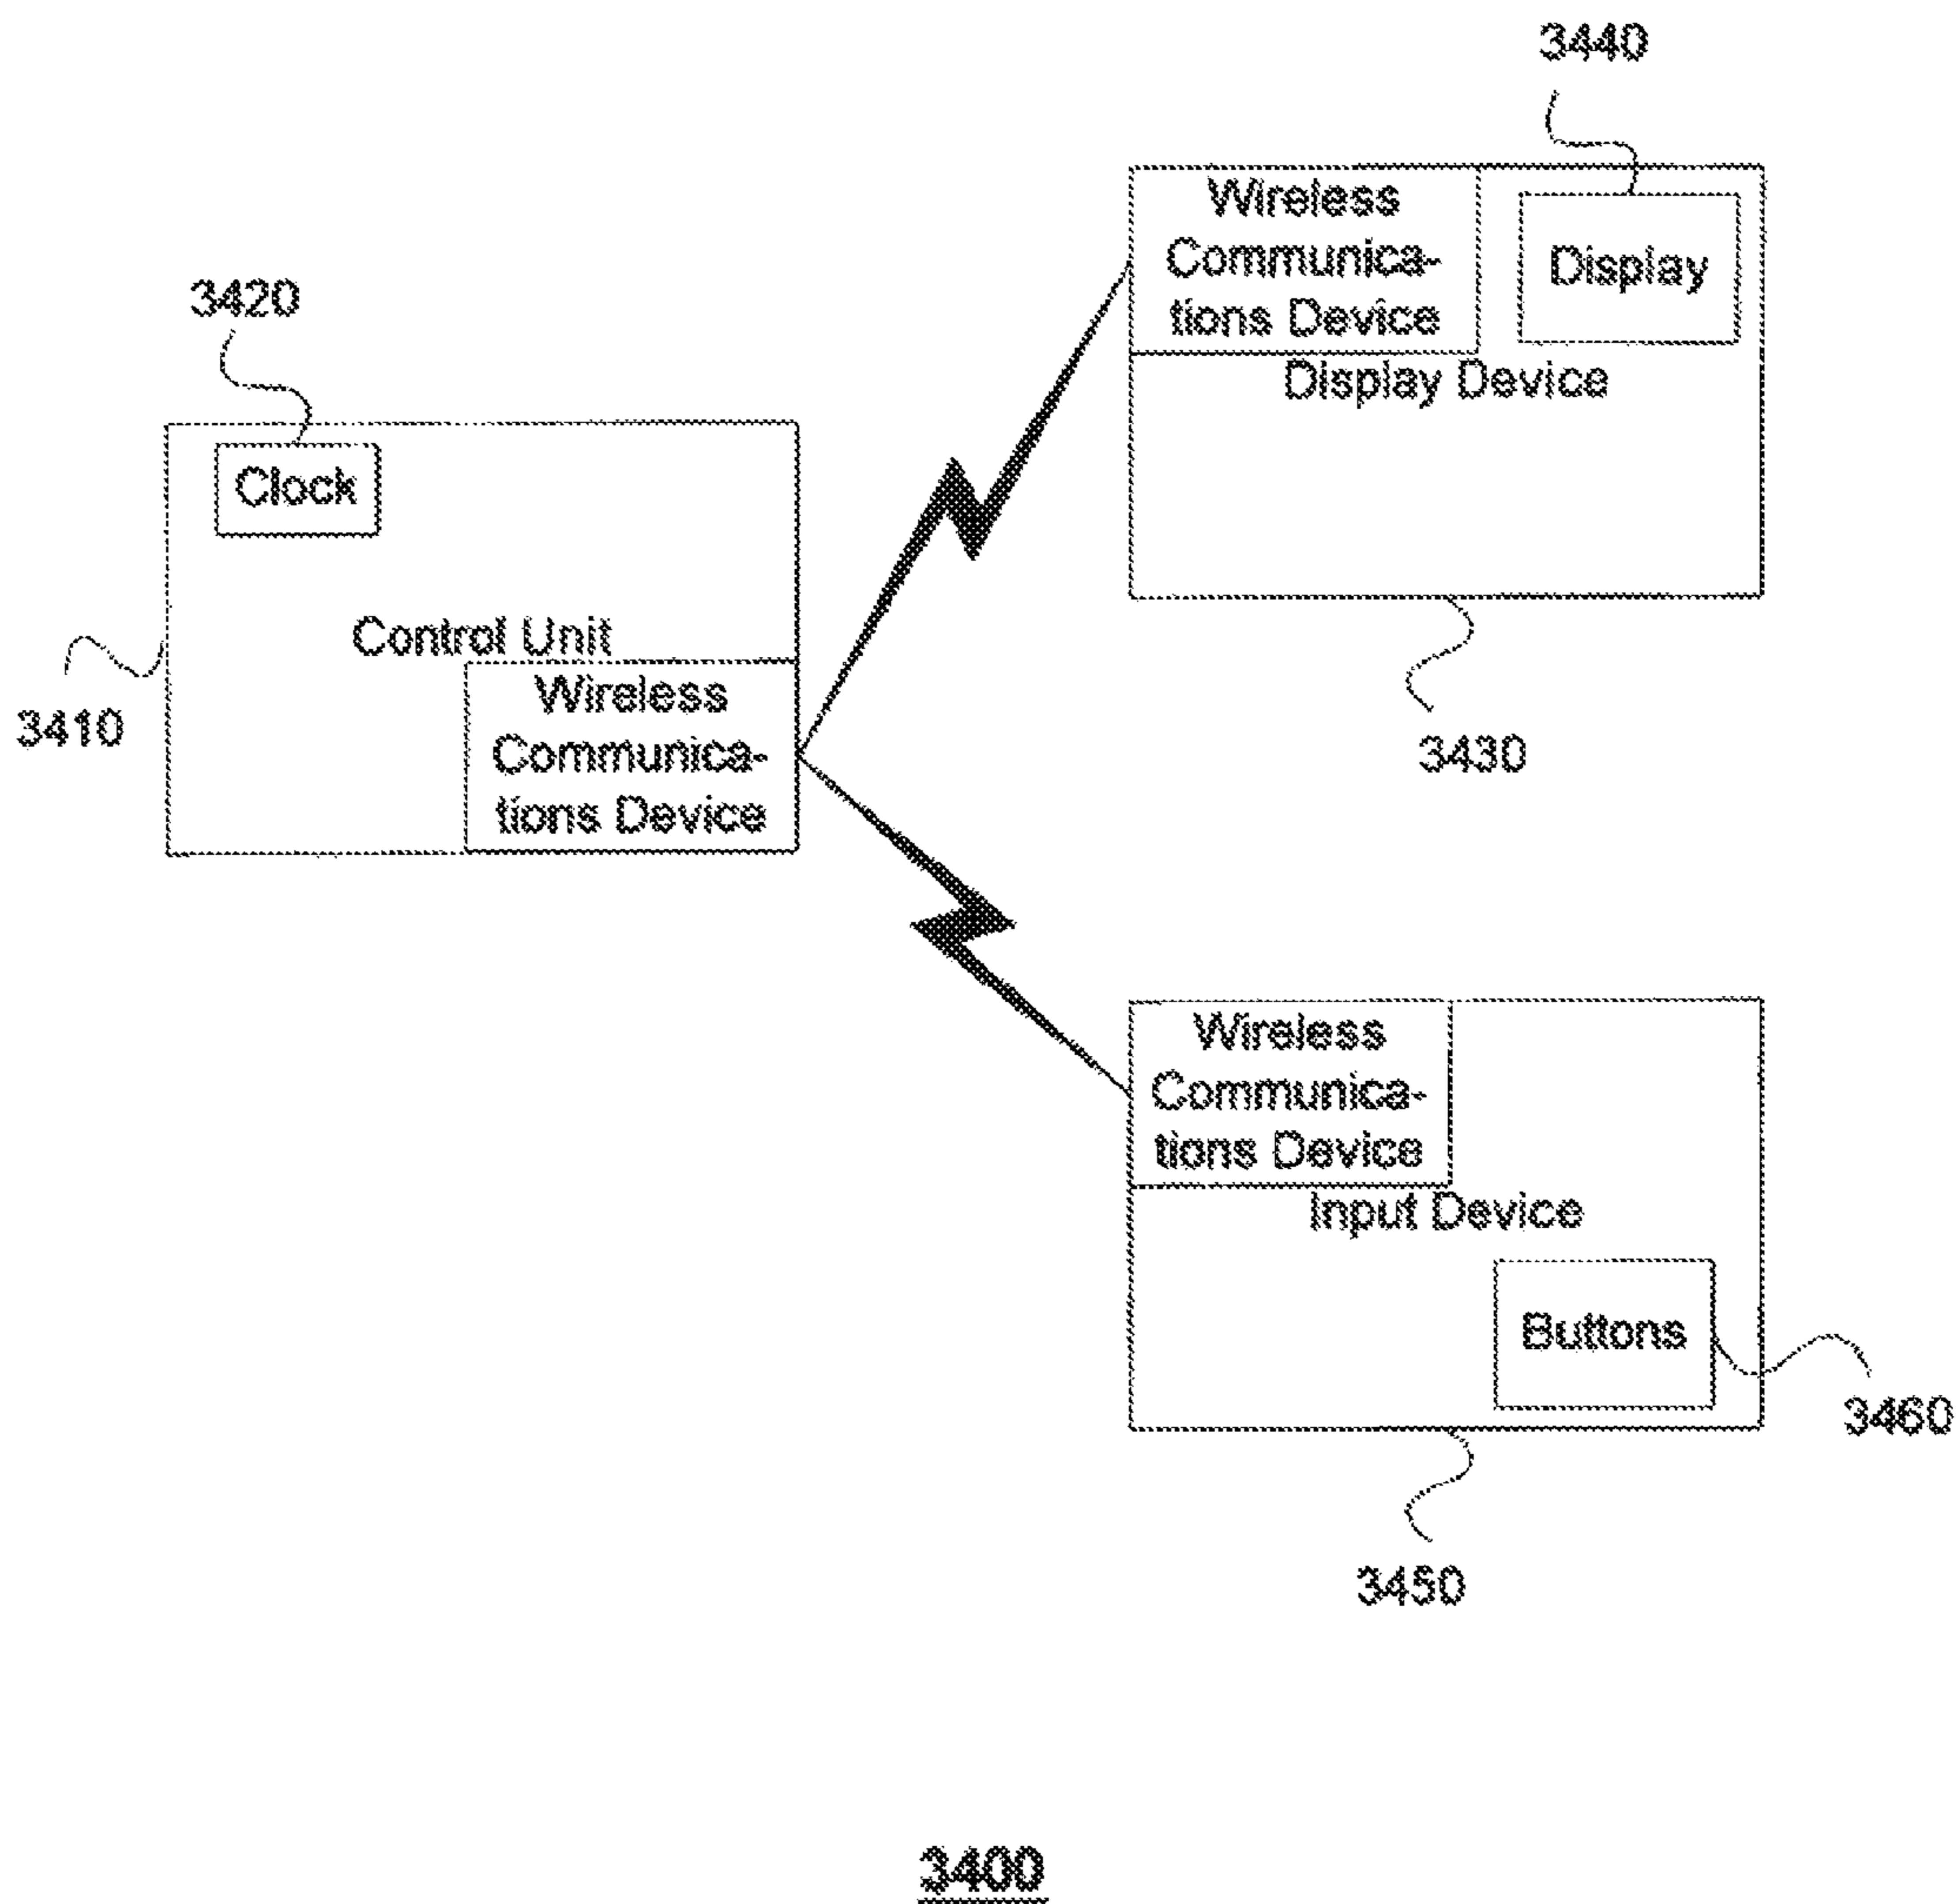 3440
Wireless
Communica-
tions Device
Display
Display Device
3430
3420
Clock
Control Unit
3410
Wireless
Communica-
tions Device
Wireless
Communica-
tions Device
Input Device
Buttons
3460
3450
3400